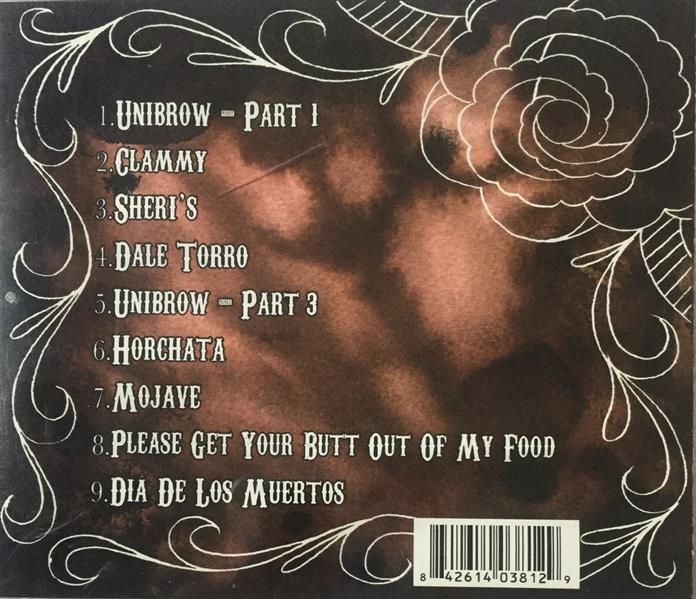 1.Unibrow - Part 1
2.Clammy
3.Sheri's
4.Dale Torro
5.Unibrow - Part 3
6.Horchata
7.Mojave
8.Please Get Your Butt Out Of My Food
9.Dia De Los Muertos
8 42614 03812 9